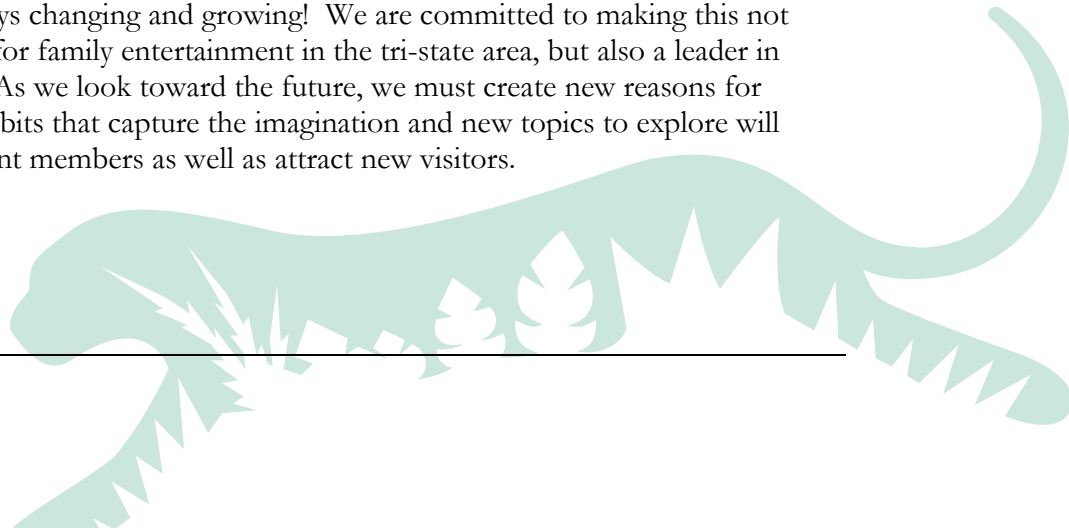 ys changing and growing!  We are committed to making this not
for family entertainment in the tri-state area, but also a leader in
As we look toward the future, we must create new reasons for
bits that capture the imagination and new topics to explore will
nt members as well as attract new visitors.